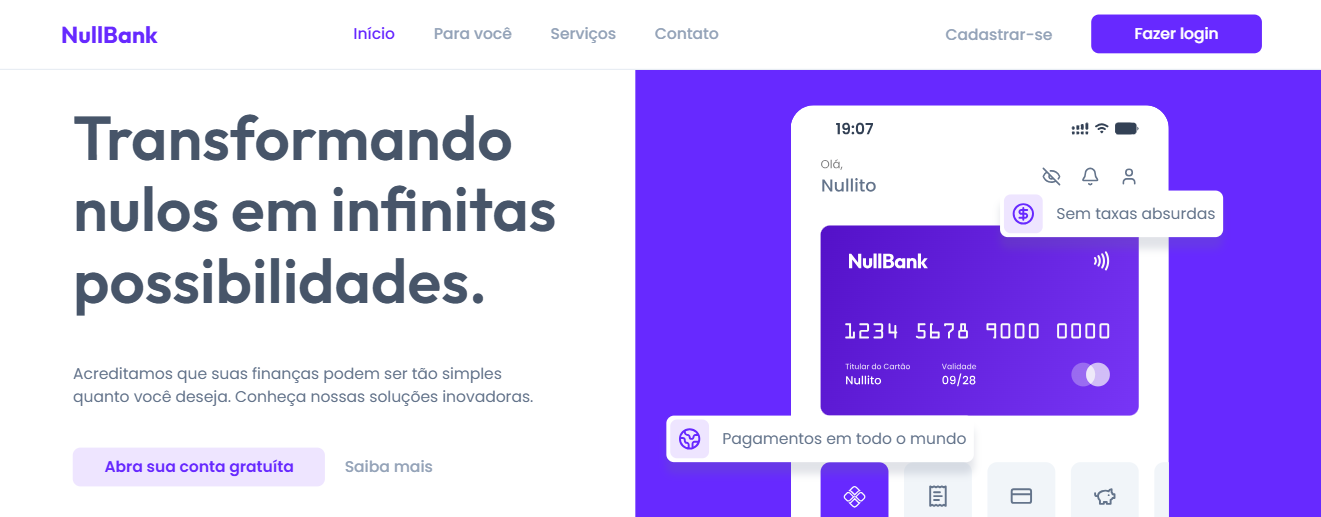 NullBank
Início
Para você
Serviços
Contato
Cadastrar-se
Fazer login
Transformando
nulos em infinitas
possibilidades.
Acreditamos que suas finanças podem ser tão simples
quanto você deseja. Conheça nossas soluções inovadoras.
Abra sua conta gratuíta
Saiba mais
19:07
Olá,
Nullito
Sem taxas absurdas
NullBank
1234 5678 9000 0000
Titular do Cartão
Validade
Nullito
09/28
Pagamentos em todo o mundo